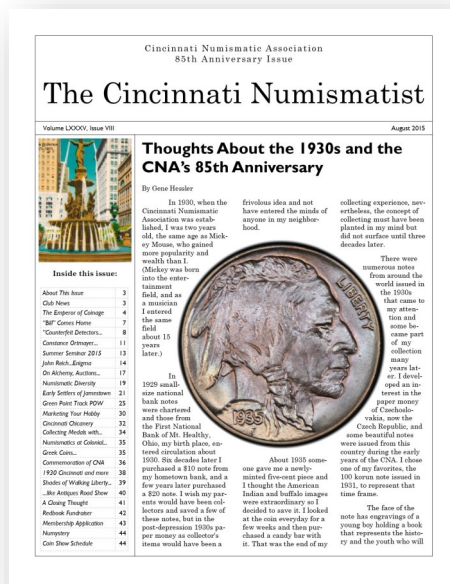 Cincinnati Numismatic Association
85th Anniversary Issue
The Cincinnati Numismatist
Volume LXXXV, Issue VIII
August 2015
Inside this issue:
About This Issue 3
Club News 3
The Emperor of Coinage 4
"Bill" Comes Home 7
"Counterfeit Detectors... 8
Constance Ortmayer... 11
Summer Seminar 2015 13
John Reich...Enigma 14
On Alchemy, Auctions... 17
Numismatic Diversity 19
Early Settlers of Jamestown 21
Green Point Track POW 25
Marketing Your Hobby 30
Cincinnati Chicanery 32
Collecting Medals with... 34
Numismatics at Colonial... 35
Greek Coins... 35
Commemoration of CNA 36
1930 Cincinnati and more 38
Shades of Walking Liberty... 39
...like Antiques Road Show 40
A Closing Thought 41
Redbook Fundraiser 42
Membership Application 43
Numystery 44
Coin Show Schedule 44
Thoughts About the 1930s and the
CNA's 85th Anniversary
By Gene Hessler
In 1930, when the
Cincinnati Numismatic
Association was estab-
lished, I was two years
old, the same age as Mick-
ey Mouse, who gained
more popularity and
wealth than I.
(Mickey was born
into the enter-
tainment
field, and as
a musician
I entered
the same
field
about 15
years
later.)
In
1929 small-
size national
bank notes
were chartered
and those from
the First National
Bank of Mt. Healthy,
Ohio, my birth place, en-
tered circulation about
1930. Six decades later I
purchased a $10 note from
my hometown bank, and a
few years later purchased
a $20 note. I wish my par-
ents would have been col-
lectors and saved a few of
these notes, but in the
post-depression 1930s pa-
per money as collector's
items would have been a
frivolous idea and not
have entered the minds of
anyone in my neighbor-
hood.
LIBERTY
1935
About 1935 some-
one gave me a newly-
minted five-cent piece and
I thought the American
Indian and buffalo images
were extraordinary so I
decided to save it. I looked
at the coin everyday for a
few weeks and then pur-
chased a candy bar with
it. That was the end of my
collecting experience, nev-
ertheless, the concept of
collecting must have been
planted in my mind but
did not surface until three
decades later.
There were
numerous notes
from around the
world issued in
the 1930s
that came to
my atten-
tion and
some be-
came part
of my
collection
many
years lat-
er. I devel-
oped an in-
terest in the
paper money
of Czechoslo-
vakia, now the
Czech Republic, and
some beautiful notes
were issued from this
country during the early
years of the CNA. I chose
one of my favorites, the
100 korun note issued in
1931, to represent that
time frame.
The face of the
note has engravings of a
young boy holding a book
that represents the histo-
ry and the youth who will